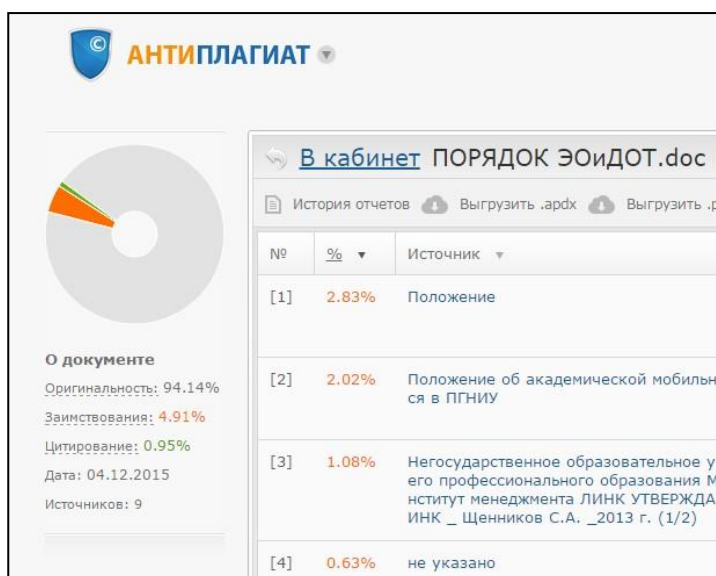 ©
АНТИПЛАГИАТ
В кабинет ПОРЯДОК ЭОиДОТ.doc
История отчетов Выгрузить .apdx Выгрузить .p
№ % Источник
[1] 2.83% Положение
[2] 2.02% Положение об академической мобильн
ся в ПГНИУ
[3] 1.08% Негосударственное образовательное у
его профессионального образования М
нститут менеджмента ЛИНК УТВЕРЖДА
ИНК _ Щенников С.А. _2013 г. (1/2)
[4] 0.63% не указано
О документе
Оригинальность: 94.14%
Заимствования: 4.91%
Цитирование: 0.95%
Дата: 04.12.2015
Источников: 9